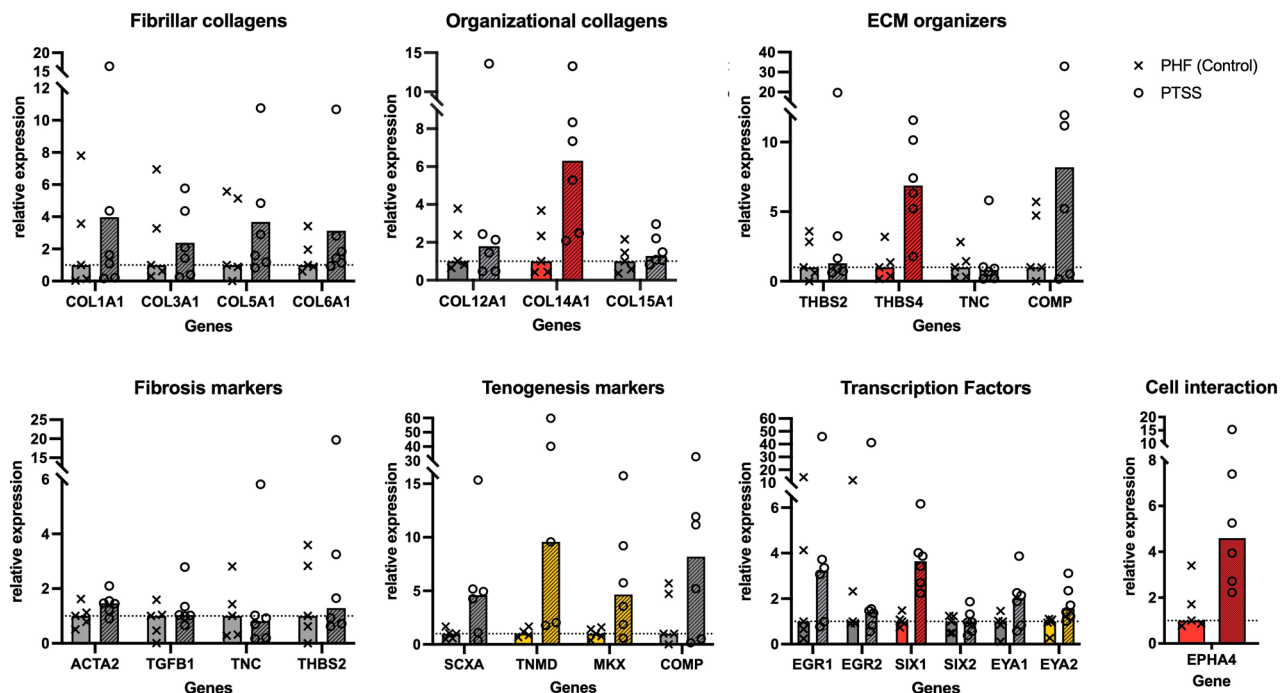 Fibrillar collagens
relative expression
20
15
12
10
8
6
4
2
0
COL1A1 COL3A1 COL5A1 COL6A1
Genes
Organizational collagens
relative expression
15
10
8
6
4
2
0
COL12A1 COL14A1 COL15A1
Genes
ECM organizers
relative expression
40
30
20
10
5
0
THBS2 THBS4 TNC COMP
Genes
PHF (Control)
PTSS
Fibrosis markers
relative expression
25
20
15
6
4
2
0
ACTA2 TGFB1 TNC THBS2
Genes
Tenogenesis markers
relative expression
60
50
40
30
15
10
5
0
SCXA TNMD MKX COMP
Genes
Transcription Factors
relative expression
60
50
40
30
20
10
6
4
2
0
EGR1 EGR2 SIX1 SIX2 EYA1 EYA2
Genes
Cell interaction
relative expression
20
15
10
8
6
4
2
0
EPHA4
Gene